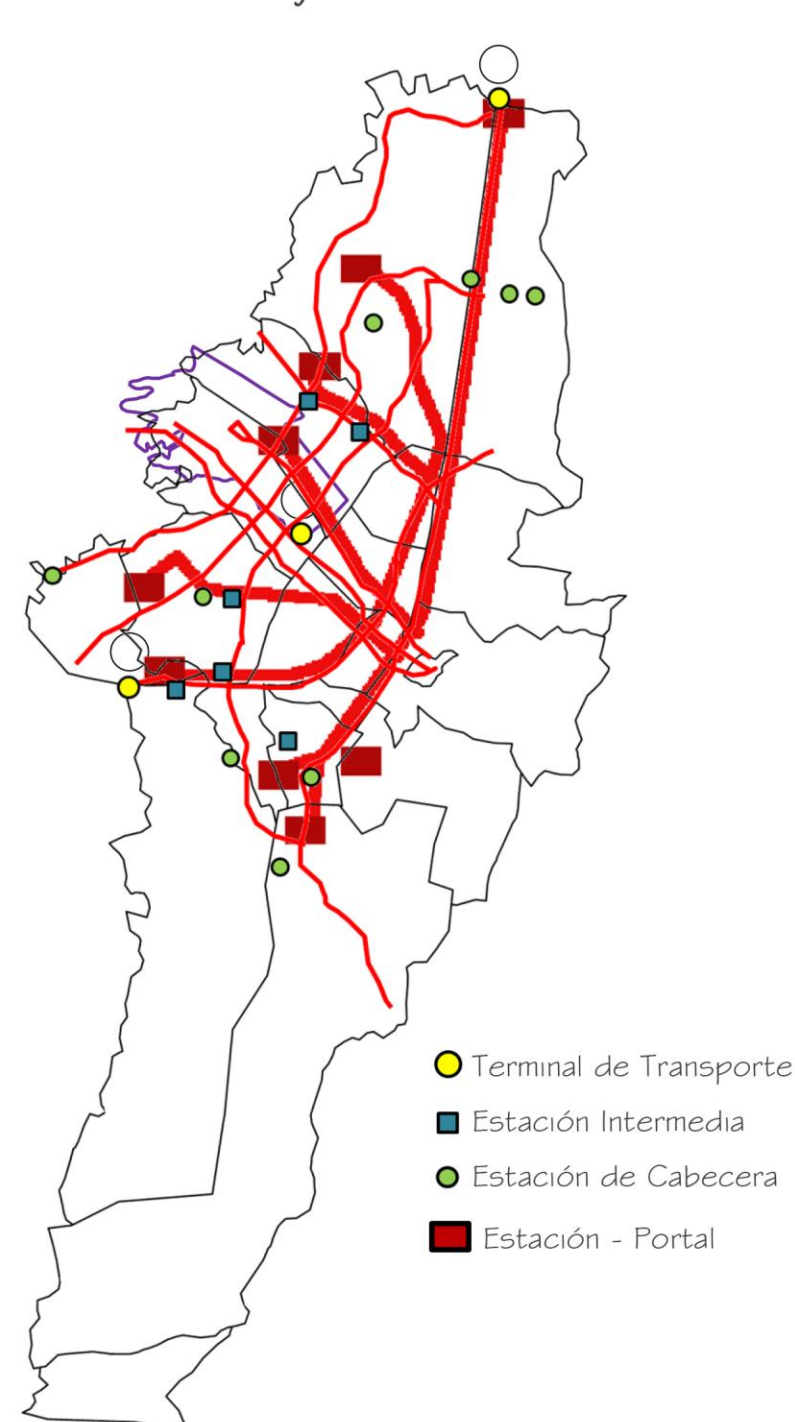 Terminal de Transporte
Estación Intermedia
Estación de Cabecera
Estación - Portal